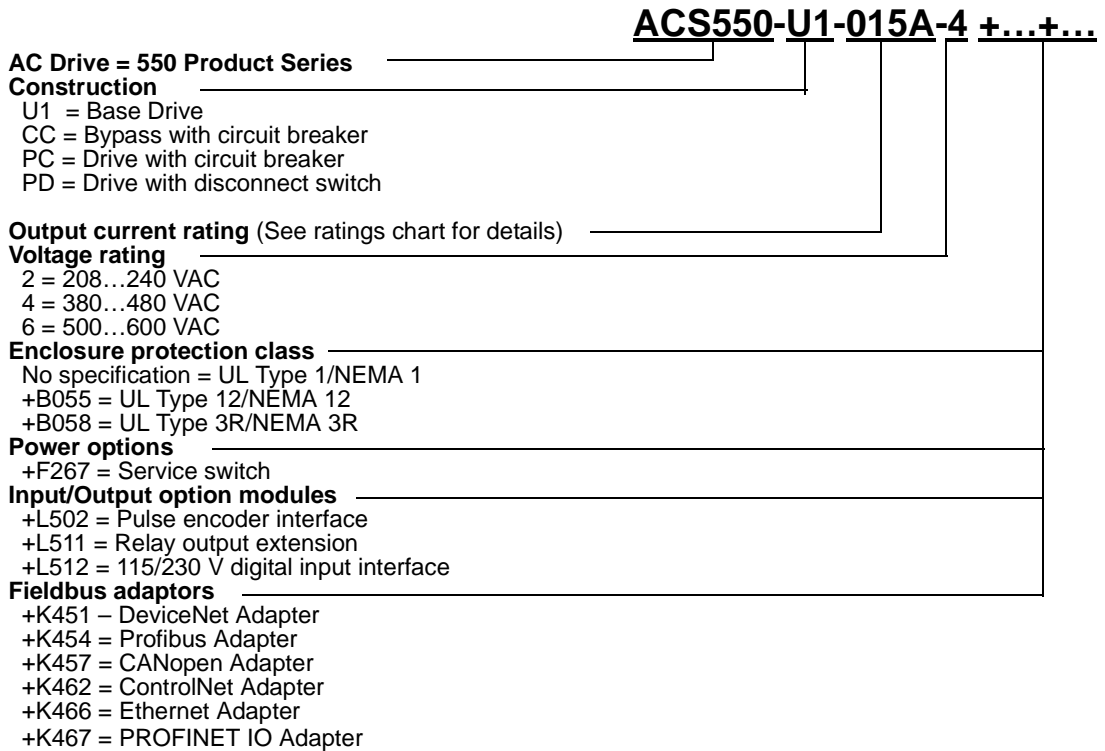 ACS550-U1-015A-4 +…+…
AC Drive = 550 Product Series
Construction
U1 = Base Drive
CC = Bypass with circuit breaker
PC = Drive with circuit breaker
PD = Drive with disconnect switch
Output current rating (See ratings chart for details)
Voltage rating
2 = 208…240 VAC
4 = 380…480 VAC
6 = 500…600 VAC
Enclosure protection class
No specification = UL Type 1/NEMA 1
+B055 = UL Type 12/NEMA 12
+B058 = UL Type 3R/NEMA 3R
Power options
+F267 = Service switch
Input/Output option modules
+L502 = Pulse encoder interface
+L511 = Relay output extension
+L512 = 115/230 V digital input interface
Fieldbus adaptors
+K451 – DeviceNet Adapter
+K454 = Profibus Adapter
+K457 = CANopen Adapter
+K462 = ControlNet Adapter
+K466 = Ethernet Adapter
+K467 = PROFINET IO Adapter